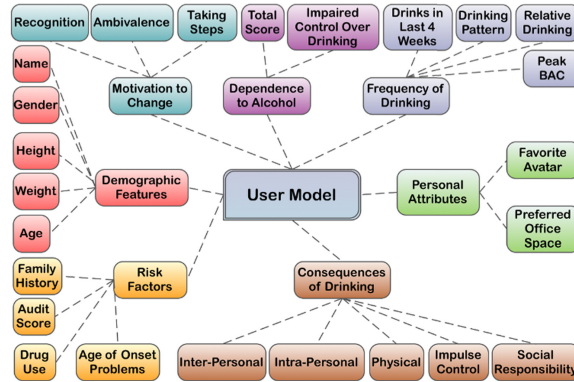 Recognition
Ambivalence
Taking
Steps
Total
Score
Impaired
Control Over
Drinking
Drinks in
Last 4
Weeks
Drinking
Pattern
Relative
Drinking
Peak
BAC
Name
Gender
Height
Weight
Age
Motivation to
Change
Dependence
to Alcohol
Frequency of
Drinking
Demographic
Features
User Model
Personal
Attributes
Favorite
Avatar
Preferred
Office
Space
Family
History
Audit
Score
Drug
Use
Age of Onset
Problems
Risk
Factors
Consequences
of Drinking
Inter-Personal
Intra-Personal
Physical
Impulse
Control
Social
Responsibility